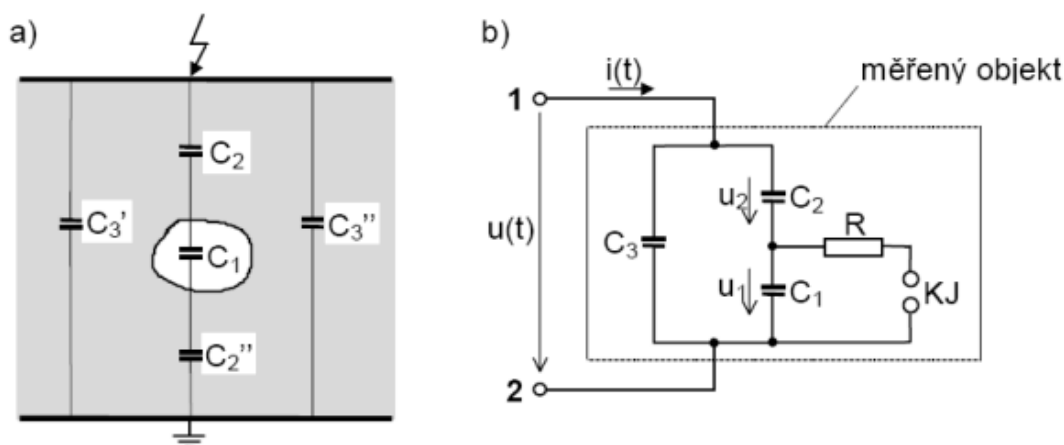 a)
C2
C3'
C3''
C1
C2''
b)
i(t)
měřený objekt
1
u(t)
u2
C2
C3
R
u1
C1
KJ
2